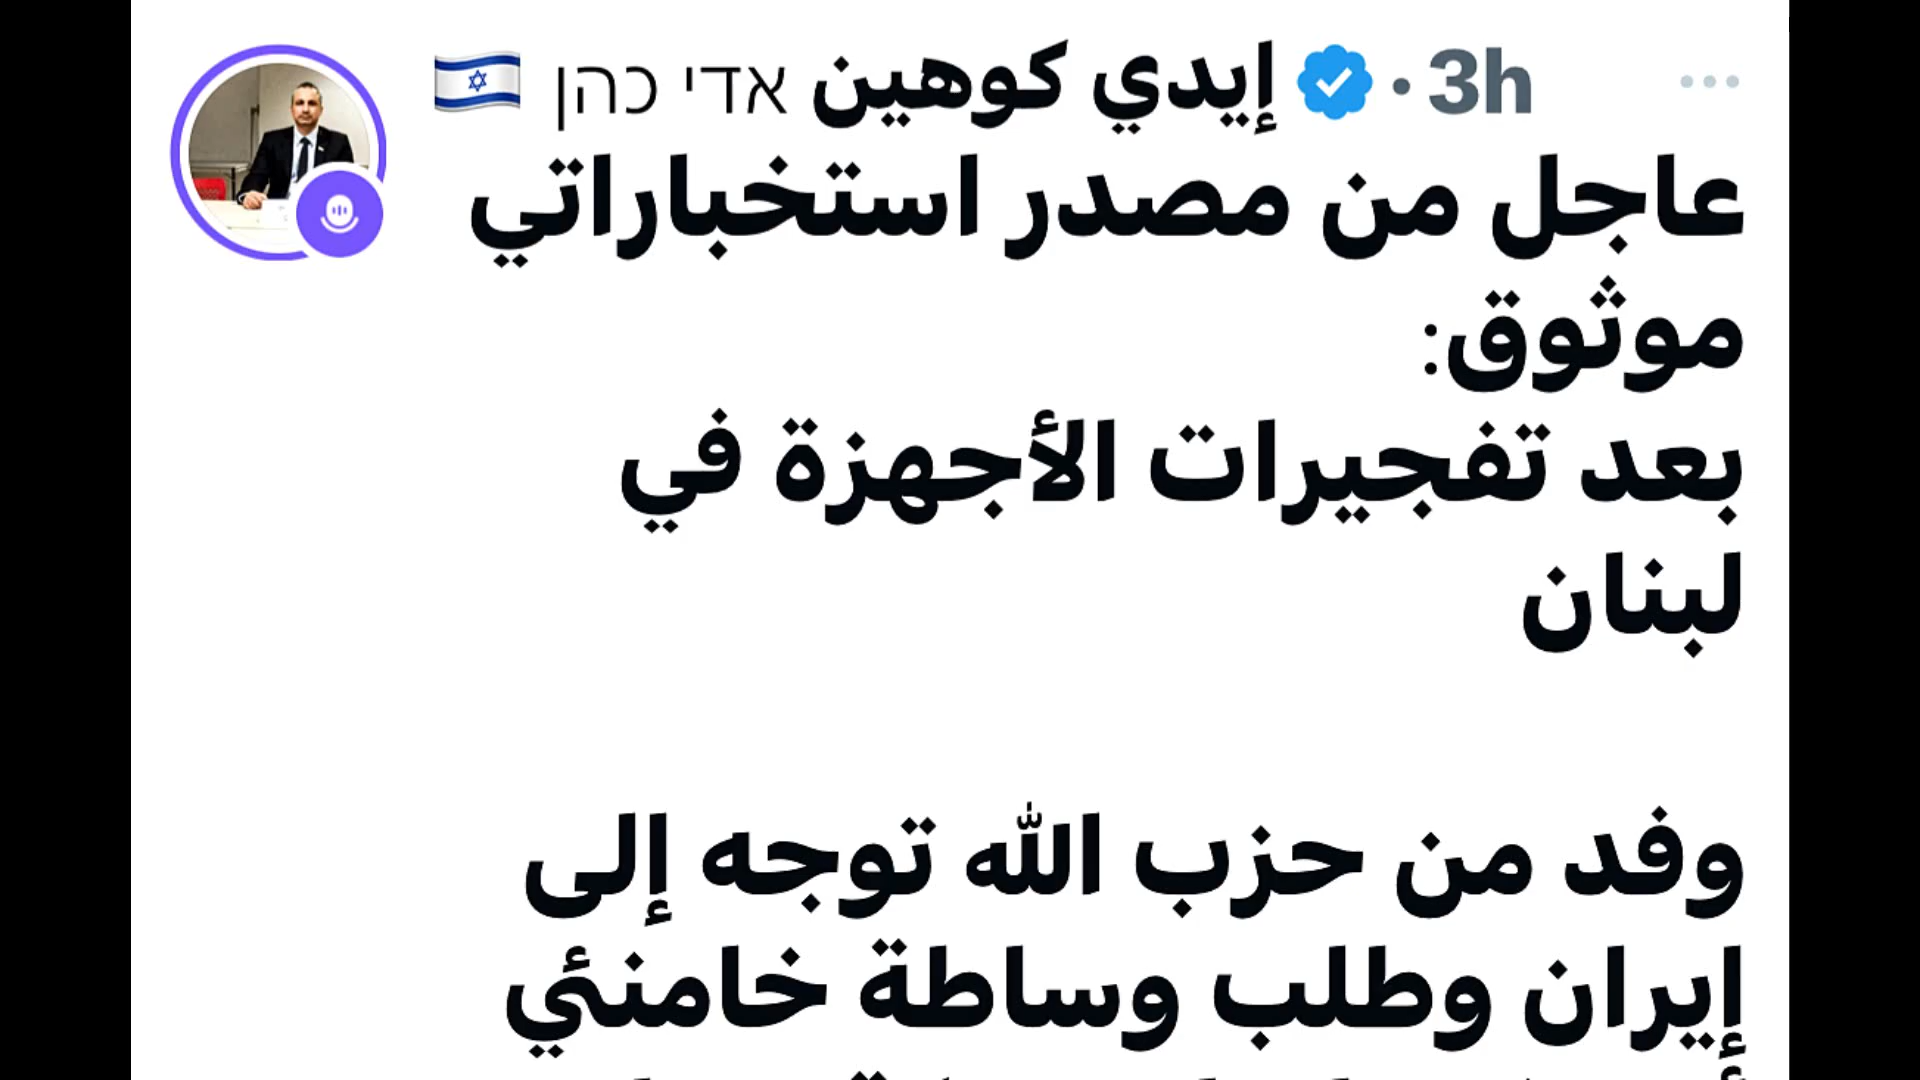 إيدي كوهين אדי כהן 🇮🇱 · 3h
عاجل من مصدر استخباراتي
موثوق:
بعد تفجيرات الأجهزة في
لبنان
وفد من حزب الله توجه إلى
إيران وطلب وساطة خامنئي